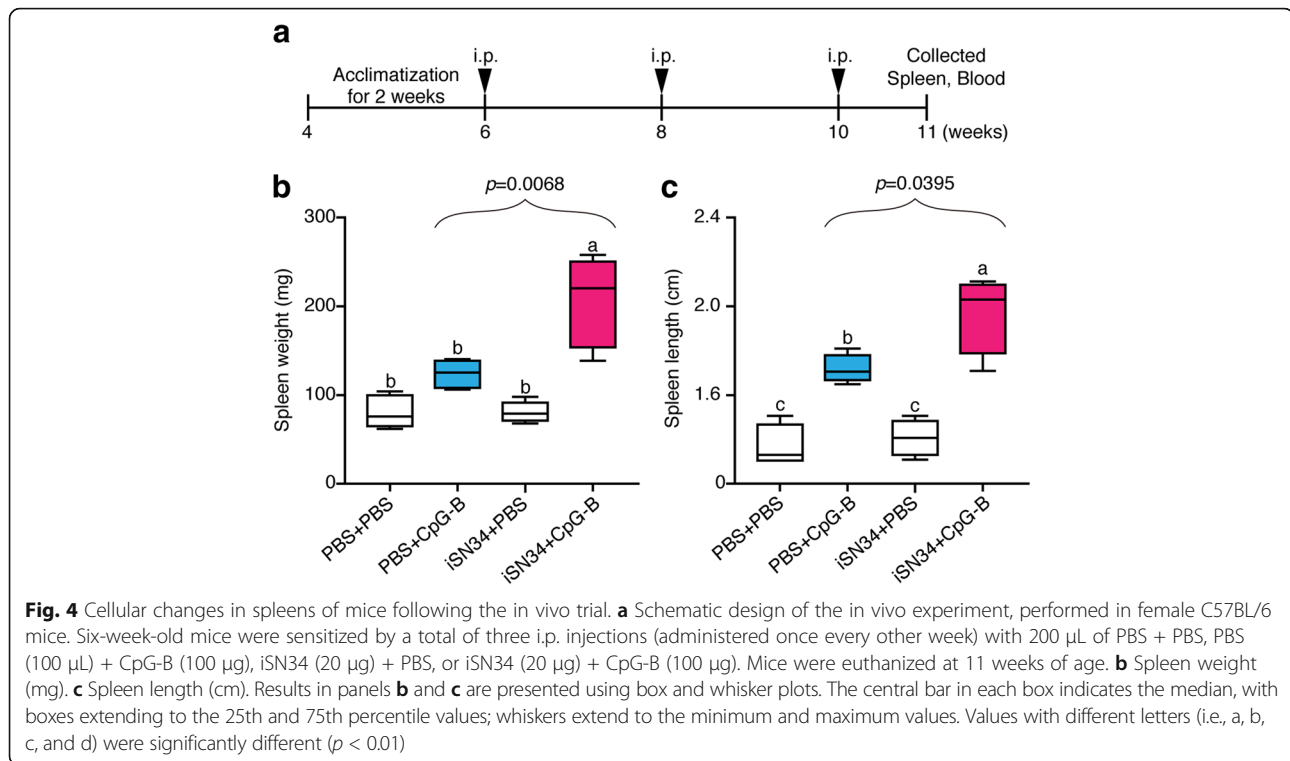 a
i.p. i.p. i.p. Collected
Acclimatization Spleen, Blood
for 2 weeks
4 6 8 10 11 (weeks)
b
p=0.0068
300
200
100
0
Spleen weight (mg)
b b b a
PBS+PBS
PBS+CpG-B
iSN34+PBS
iSN34+CpG-B
c
p=0.0395
2.4
2.0
1.6
0
Spleen length (cm)
c b c a
PBS+PBS
PBS+CpG-B
iSN34+PBS
iSN34+CpG-B
Fig. 4 Cellular changes in spleens of mice following the in vivo trial. a Schematic design of the in vivo experiment, performed in female C57BL/6
mice. Six-week-old mice were sensitized by a total of three i.p. injections (administered once every other week) with 200 μL of PBS + PBS, PBS
(100 μL) + CpG-B (100 μg), iSN34 (20 μg) + PBS, or iSN34 (20 μg) + CpG-B (100 μg). Mice were euthanized at 11 weeks of age. b Spleen weight
(mg). c Spleen length (cm). Results in panels b and c are presented using box and whisker plots. The central bar in each box indicates the median, with
boxes extending to the 25th and 75th percentile values; whiskers extend to the minimum and maximum values. Values with different letters (i.e., a, b,
c, and d) were significantly different (p < 0.01)